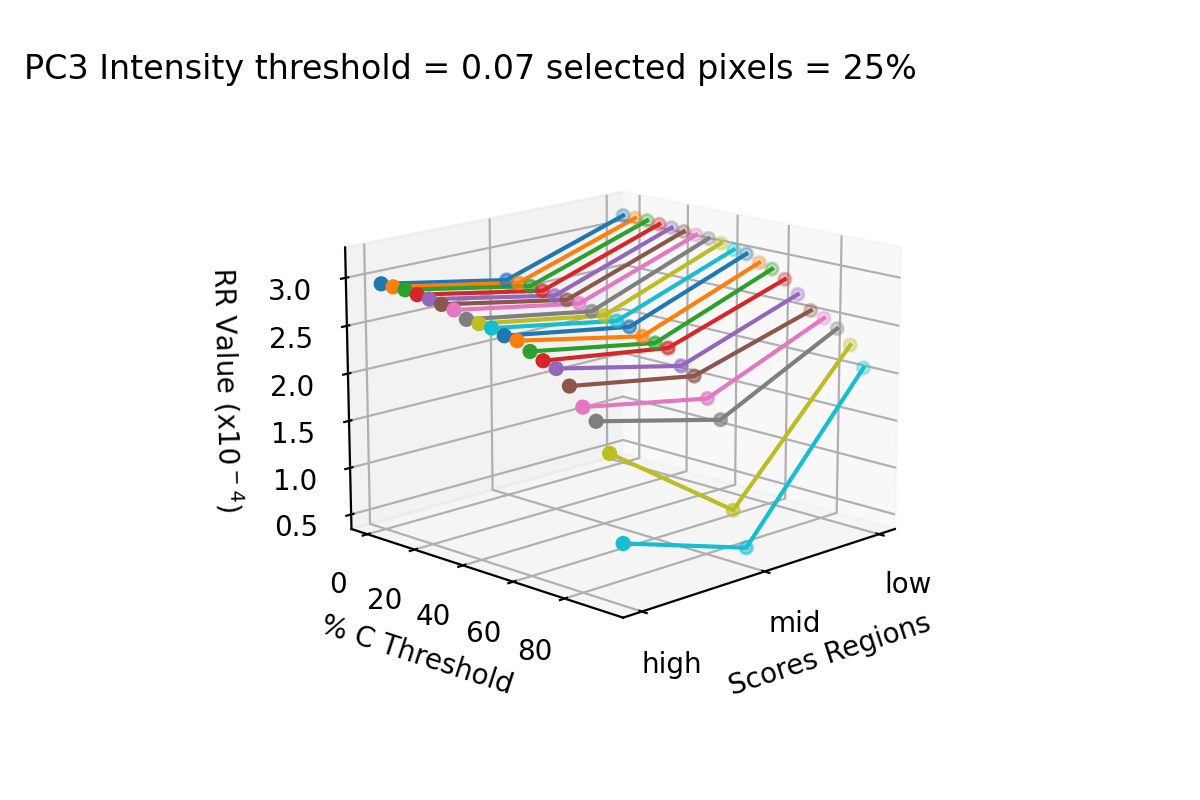 PC3 Intensity threshold = 0.07 selected pixels = 25%
RR Value (x10⁻⁴)
3.0
2.5
2.0
1.5
1.0
0.5
0
20
40
60
80
% C Threshold
high
mid
low
Scores Regions